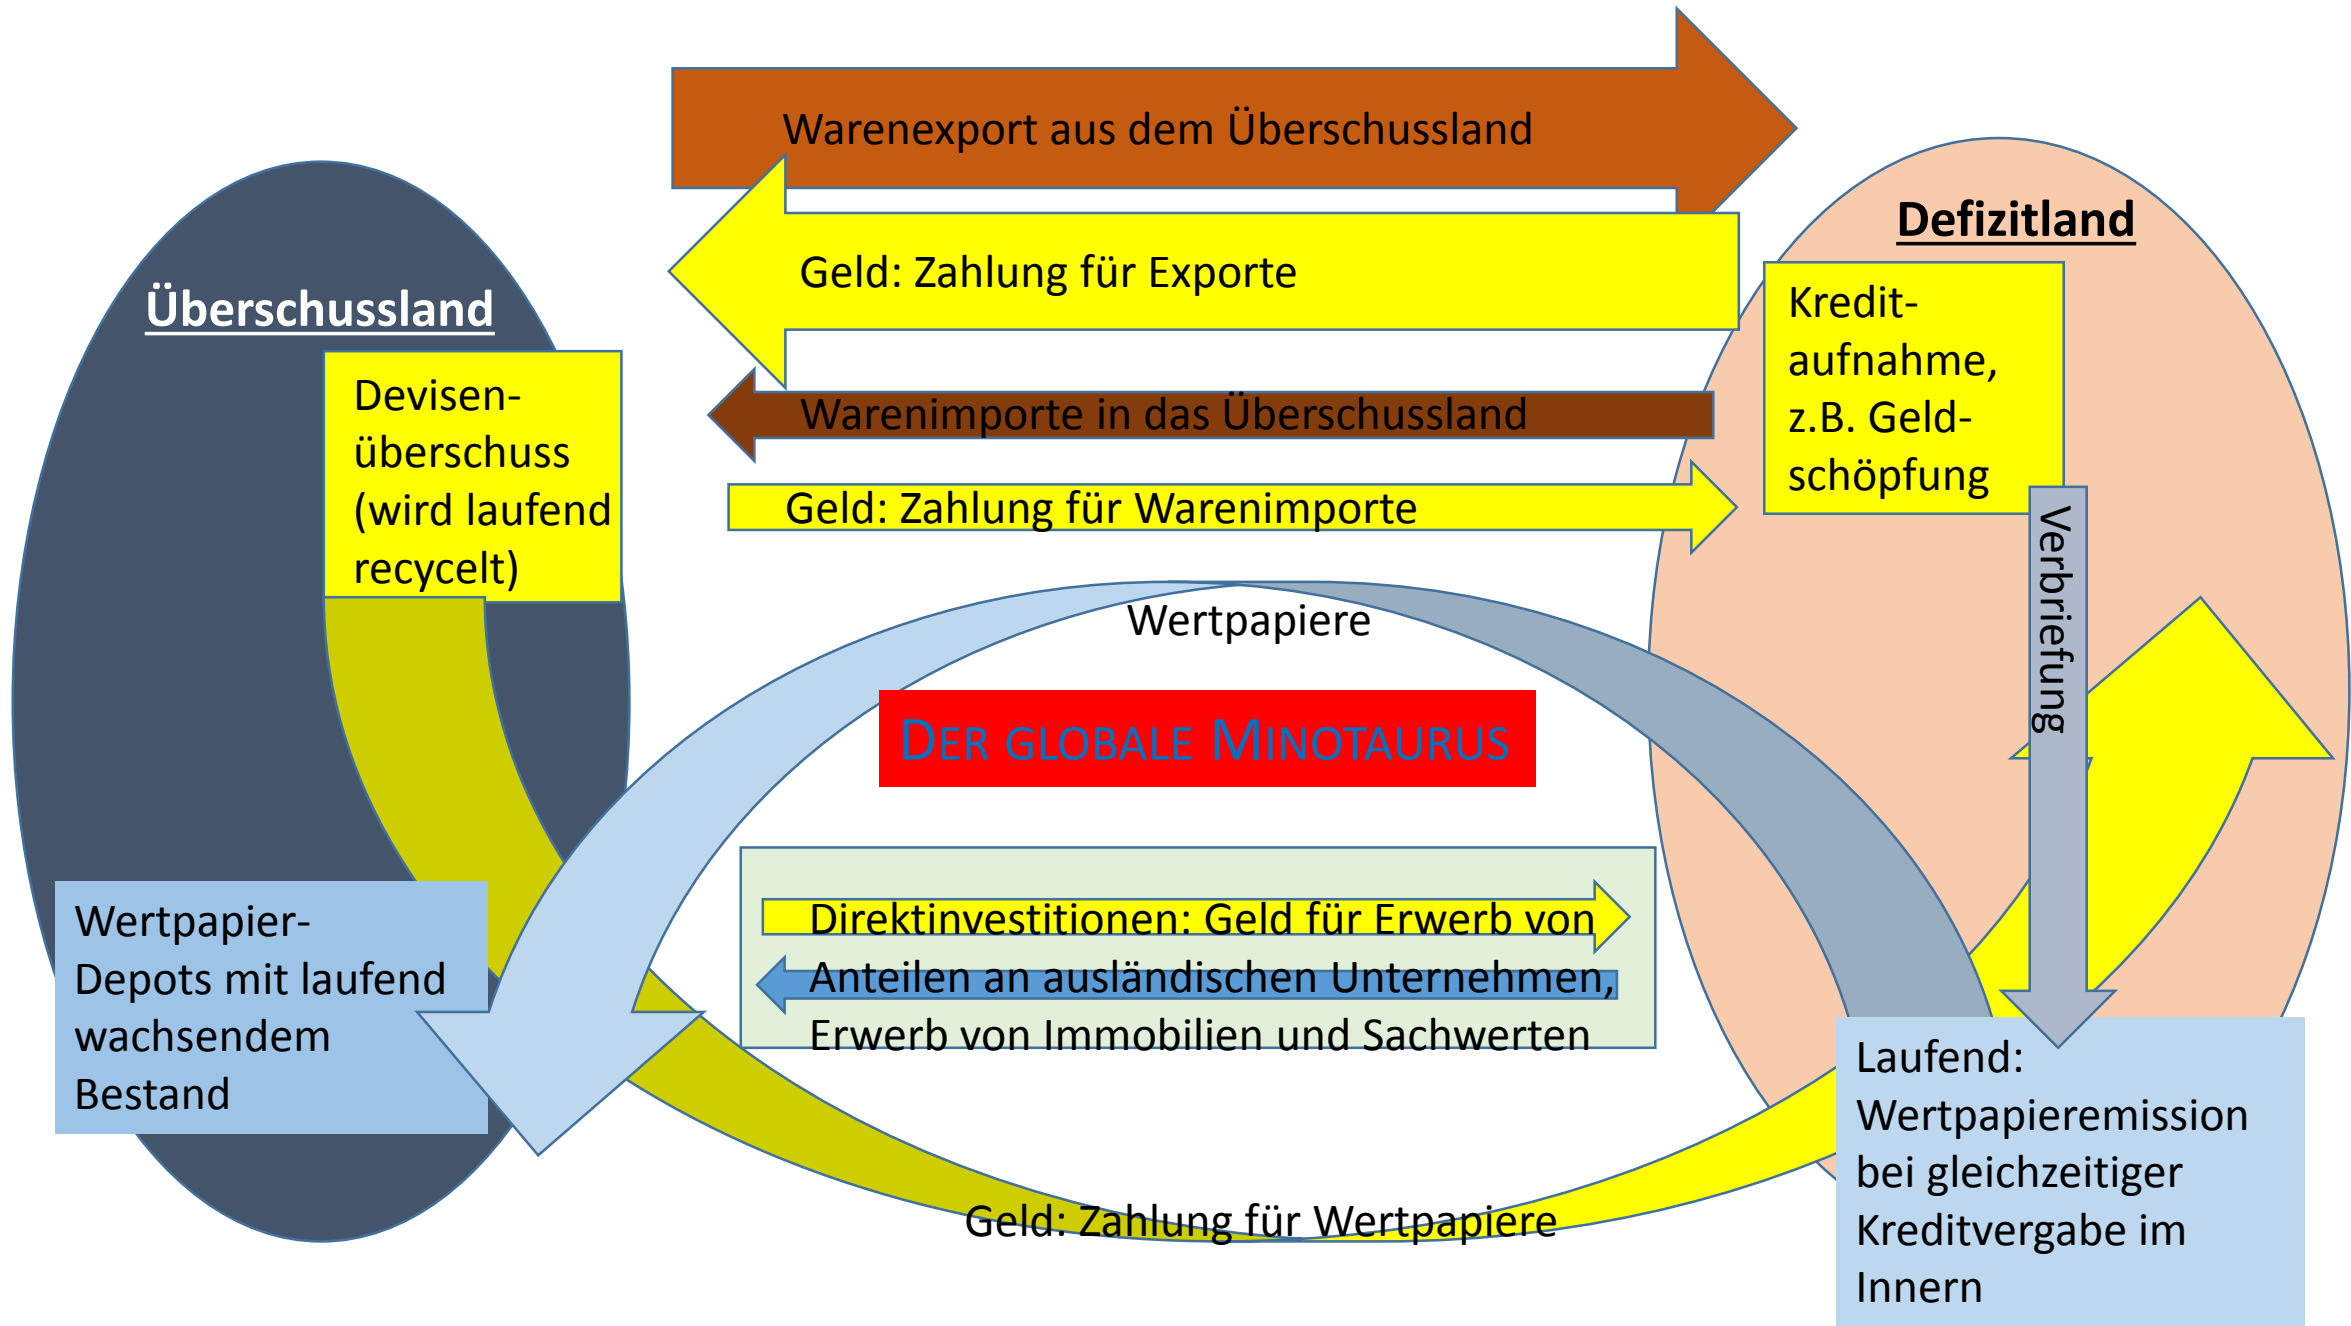 Warenexport aus dem Überschussland
Defizitland
Geld: Zahlung für Exporte
Überschussland
Kredit-
aufnahme,
z.B. Geld-
schöpfung
Devisen-
überschuss
(wird laufend
recycelt)
Warenimporte in das Überschussland
Geld: Zahlung für Warenimporte
Verbriefung
Wertpapiere
DER GLOBALE MINOTAURUS
Direktinvestitionen: Geld für Erwerb von
Anteilen an ausländischen Unternehmen,
Erwerb von Immobilien und Sachwerten
Wertpapier-
Depots mit laufend
wachsendem
Bestand
Laufend:
Wertpapieremission
bei gleichzeitiger
Kreditvergabe im
Innern
Geld: Zahlung für Wertpapiere